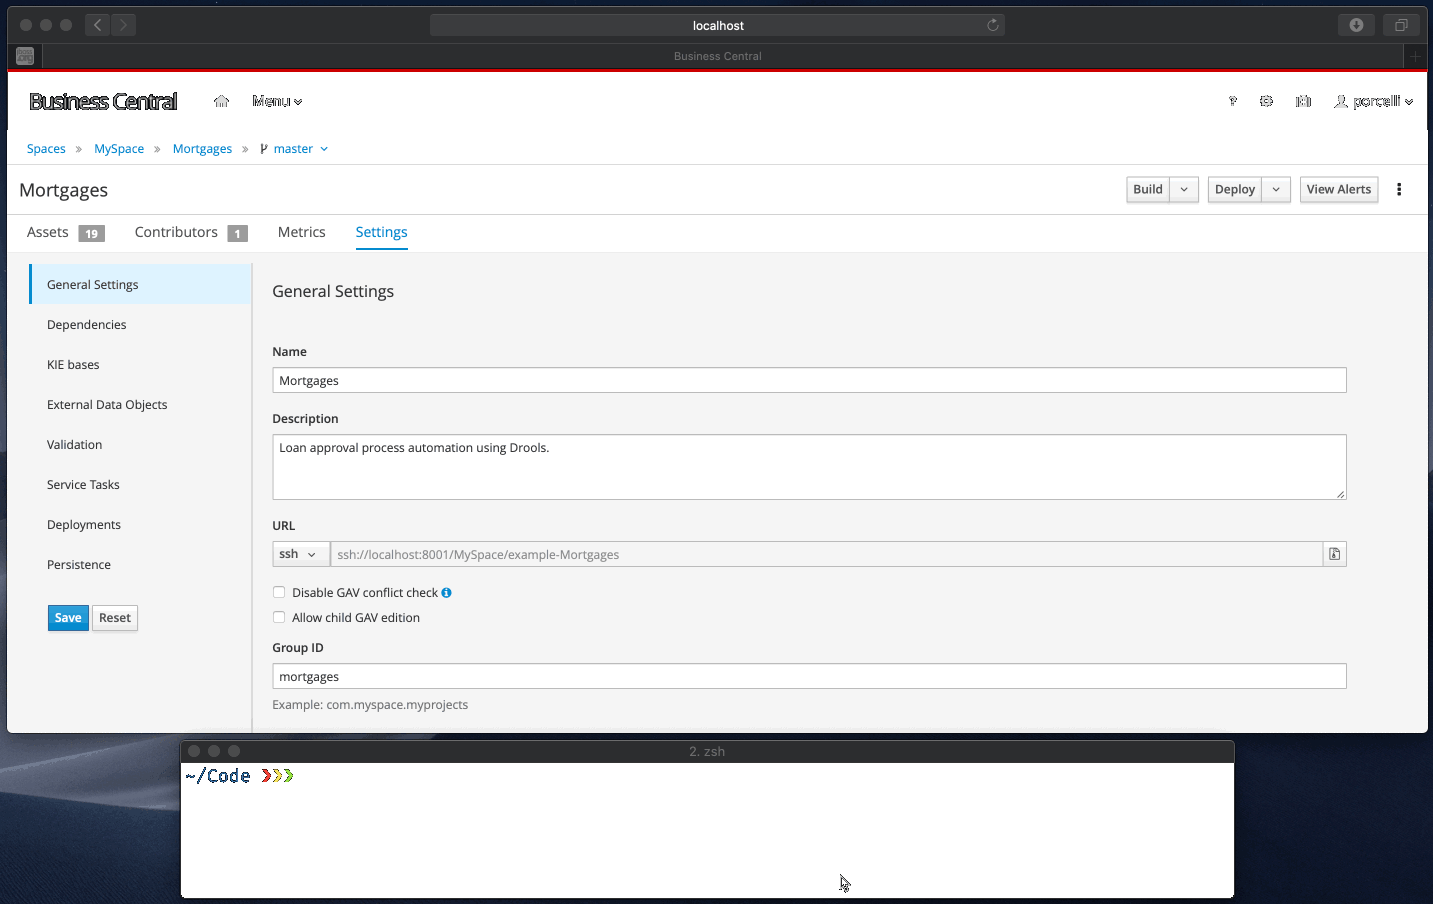 localhost
Business Central
Business Central Menu ? porcelli
Spaces » MySpace » Mortgages » master
Mortgages Build Deploy View Alerts
Assets 19 Contributors 1 Metrics Settings
General Settings
Dependencies
KIE bases
External Data Objects
Validation
Service Tasks
Deployments
Persistence
Save Reset
General Settings
Name
Mortgages
Description
Loan approval process automation using Drools.
URL
ssh ssh://localhost:8001/MySpace/example-Mortgages
Disable GAV conflict check
Allow child GAV edition
Group ID
mortgages
Example: com.myspace.myprojects
2. zsh
~/Code ❯❯❯